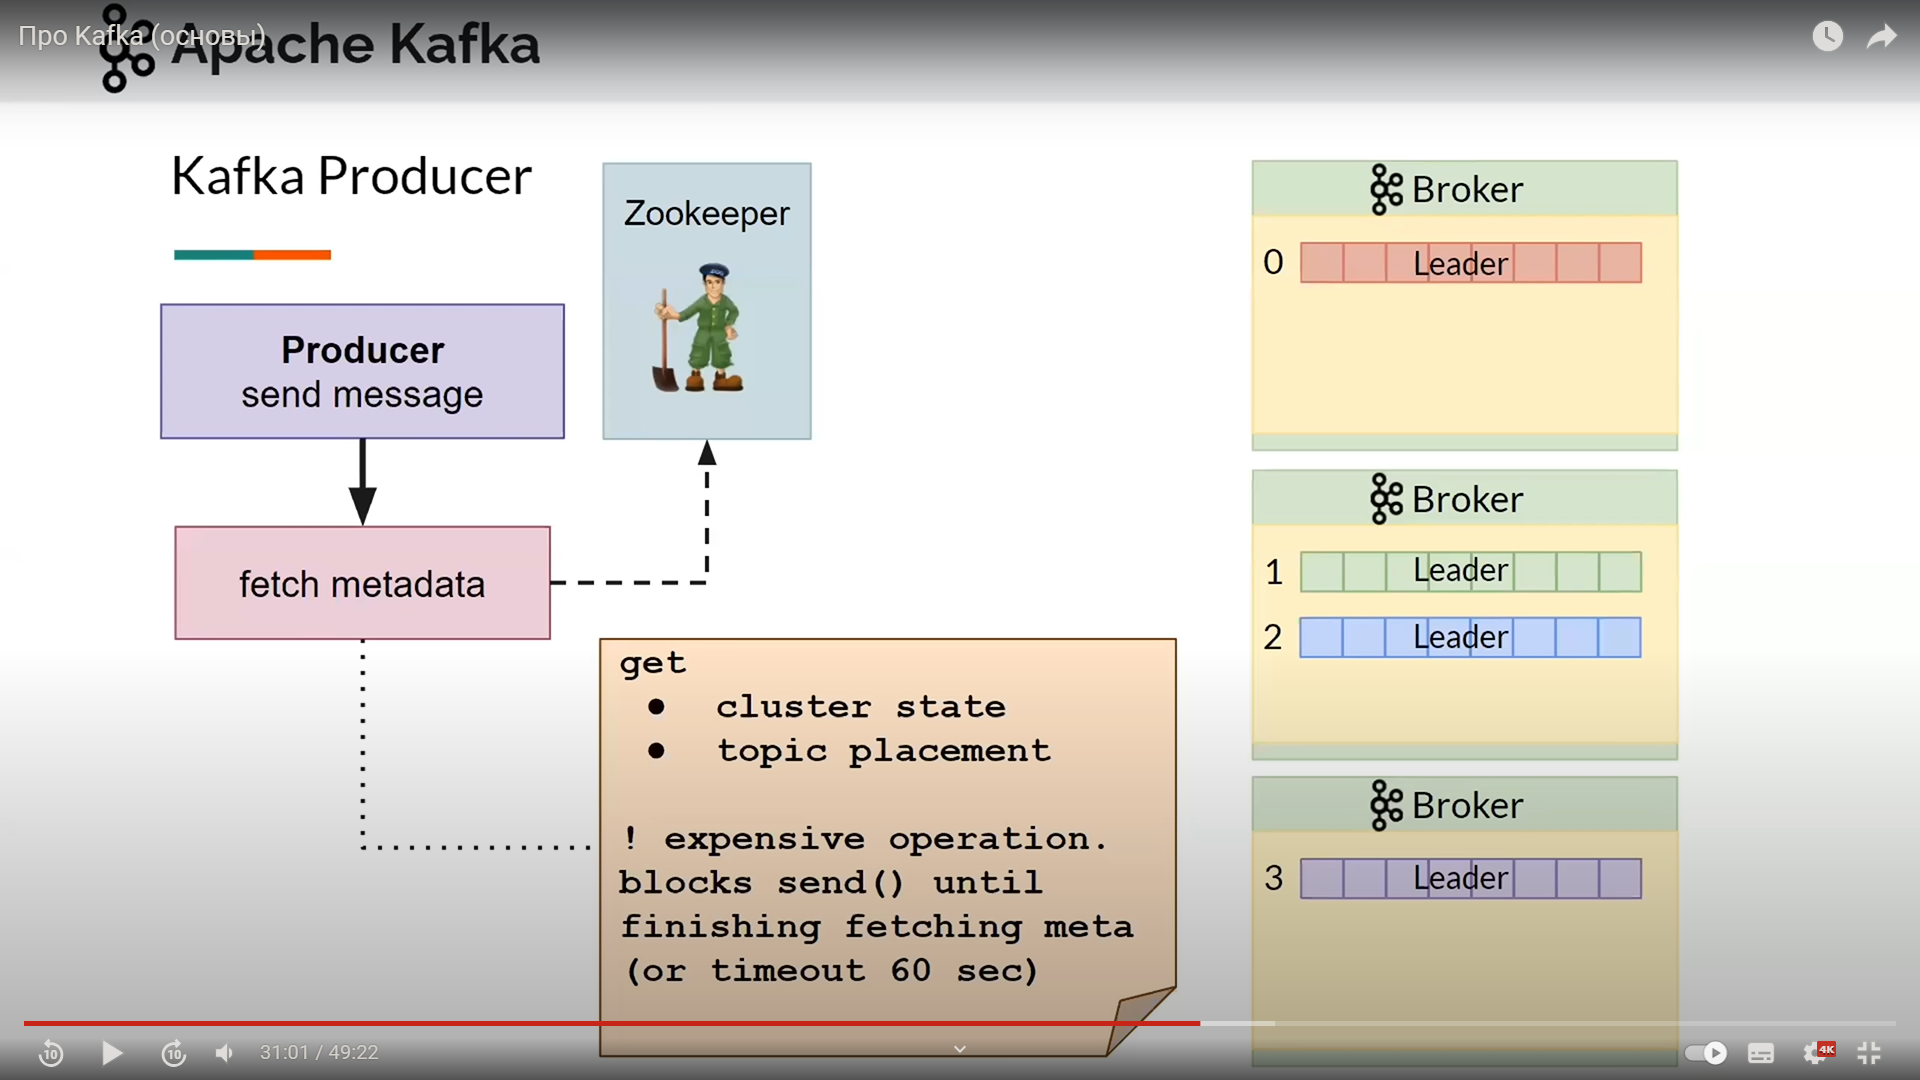 Про Kafka (основы)
Apache Kafka
Kafka Producer
Zookeeper
Producer
send message
fetch metadata
get
● cluster state
● topic placement
! expensive operation.
blocks send() until
finishing fetching meta
(or timeout 60 sec)
Broker
0 Leader
Broker
1 Leader
2 Leader
Broker
3 Leader
10
10
31:01 / 49:22
4K